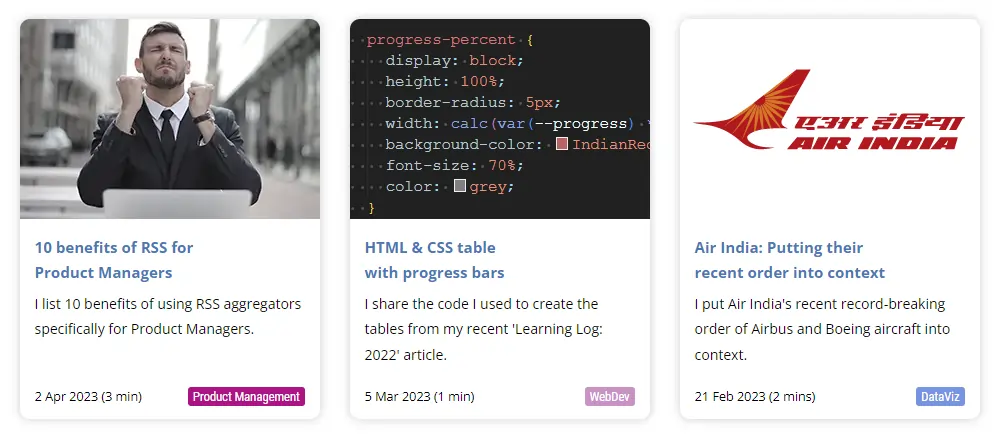 progress-percent {
display: block;
height: 100%;
border-radius: 5px;
width: calc(var(--progress) *
background-color: IndianRed
font-size: 70%;
color: grey;
}
एअर इंडिया
AIR INDIA
10 benefits of RSS for
Product Managers
I list 10 benefits of using RSS aggregators
specifically for Product Managers.
2 Apr 2023 (3 min)
Product Management
HTML & CSS table
with progress bars
I share the code I used to create the
tables from my recent 'Learning Log:
2022' article.
5 Mar 2023 (1 min)
WebDev
Air India: Putting their
recent order into context
I put Air India's recent record-breaking
order of Airbus and Boeing aircraft into
context.
21 Feb 2023 (2 mins)
DataViz